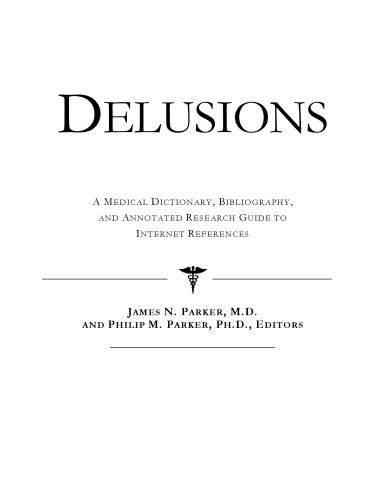 DELUSIONS
A MEDICAL DICTIONARY, BIBLIOGRAPHY,
AND ANNOTATED RESEARCH GUIDE TO
INTERNET REFERENCES
JAMES N. PARKER, M.D.
AND PHILIP M. PARKER, PH.D., EDITORS